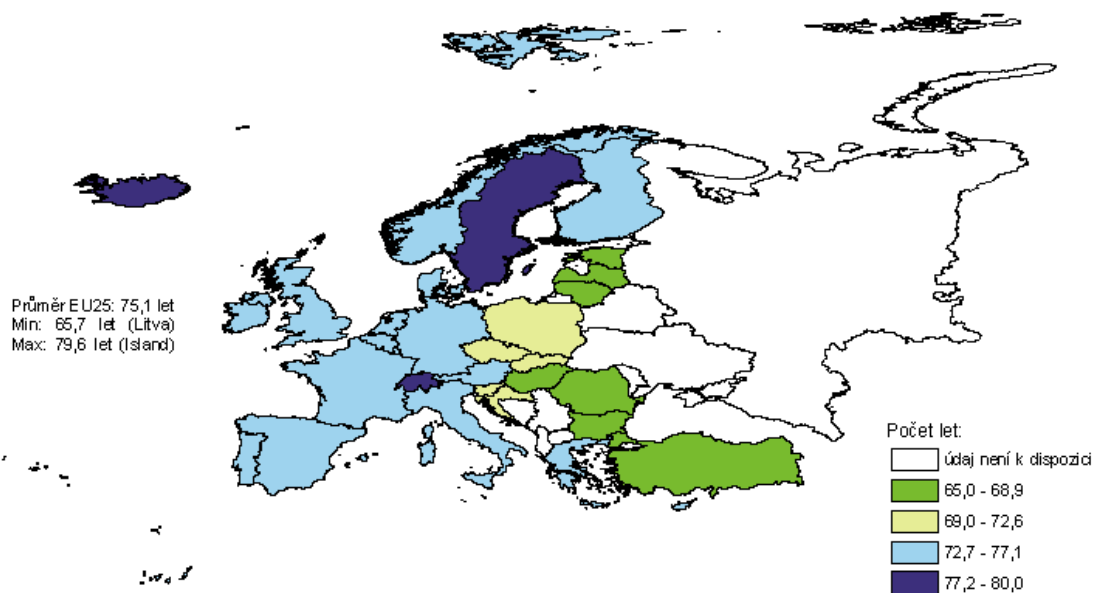 Průměr EU25: 75,1 let
Min: 65,7 let (Litva)
Max: 79,6 let (Island)
Počet let:
údaj není k dispozici
65,0 - 68,9
69,0 - 72,6
72,7 - 77,1
77,2 - 80,0